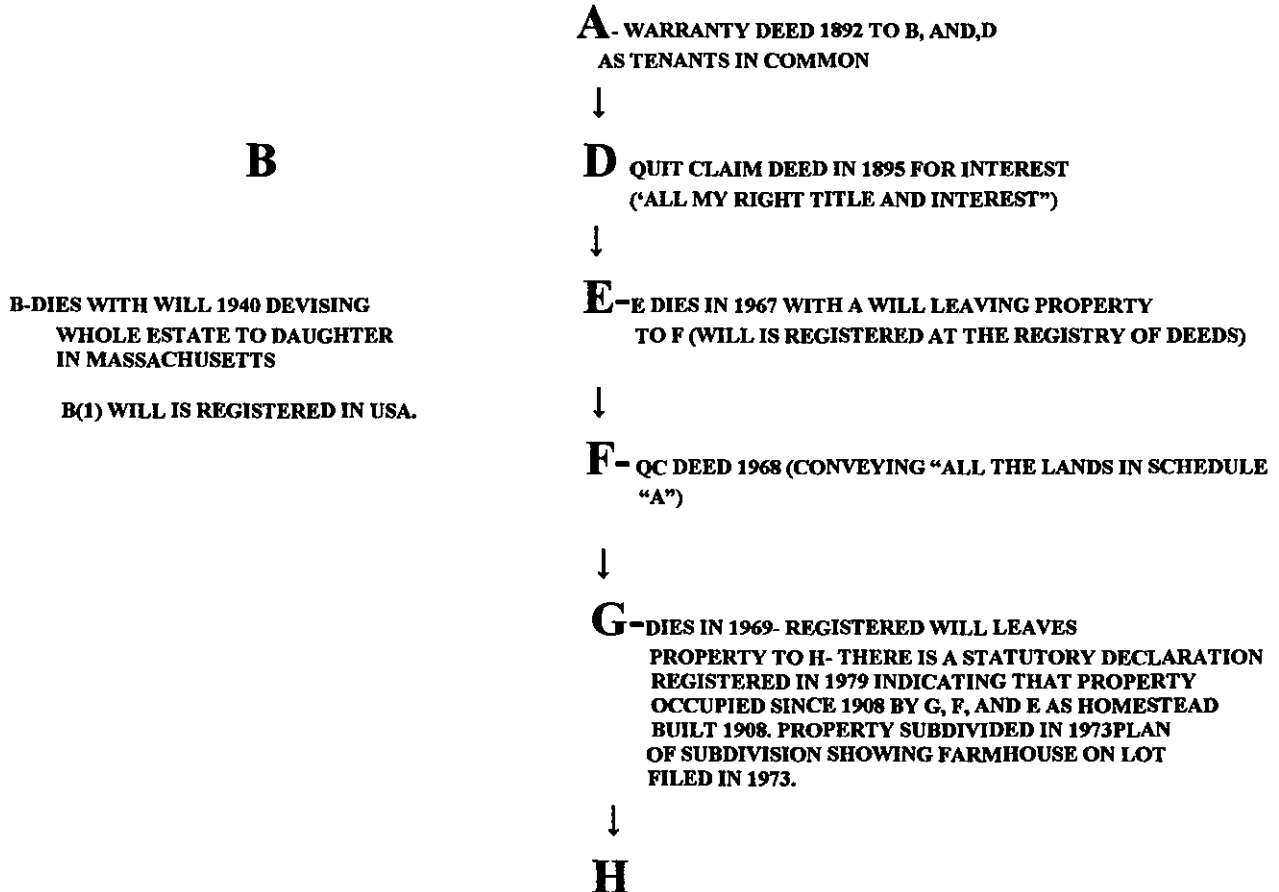 A- WARRANTY DEED 1892 TO B, AND,D
AS TENANTS IN COMMON
↓
B
D QUIT CLAIM DEED IN 1895 FOR INTEREST
('ALL MY RIGHT TITLE AND INTEREST")
↓
B-DIES WITH WILL 1940 DEVISING
WHOLE ESTATE TO DAUGHTER
IN MASSACHUSETTS
B(1) WILL IS REGISTERED IN USA.
E-E DIES IN 1967 WITH A WILL LEAVING PROPERTY
TO F (WILL IS REGISTERED AT THE REGISTRY OF DEEDS)
↓
F- QC DEED 1968 (CONVEYING "ALL THE LANDS IN SCHEDULE
"A")
↓
G-DIES IN 1969- REGISTERED WILL LEAVES
PROPERTY TO H- THERE IS A STATUTORY DECLARATION
REGISTERED IN 1979 INDICATING THAT PROPERTY
OCCUPIED SINCE 1908 BY G, F, AND E AS HOMESTEAD
BUILT 1908. PROPERTY SUBDIVIDED IN 1973PLAN
OF SUBDIVISION SHOWING FARMHOUSE ON LOT
FILED IN 1973.
↓
H